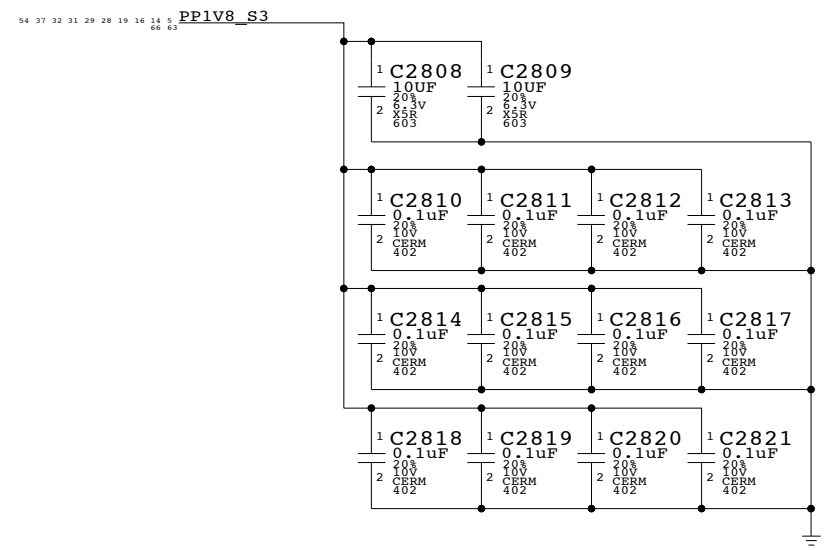 54 37 32 31 29 28 19 16 14 5 PP1V8_S3
66 63
1 C2808 1 C2809
10UF 10UF
20% 20%
6.3V 6.3V
2 X5R 2 X5R
603 603
1 C2810 1 C2811 1 C2812 1 C2813
0.1uF 0.1uF 0.1uF 0.1uF
20% 20% 20% 20%
10V 10V 10V 10V
2 CERM 2 CERM 2 CERM 2 CERM
402 402 402 402
1 C2814 1 C2815 1 C2816 1 C2817
0.1uF 0.1uF 0.1uF 0.1uF
20% 20% 20% 20%
10V 10V 10V 10V
2 CERM 2 CERM 2 CERM 2 CERM
402 402 402 402
1 C2818 1 C2819 1 C2820 1 C2821
0.1uF 0.1uF 0.1uF 0.1uF
20% 20% 20% 20%
10V 10V 10V 10V
2 CERM 2 CERM 2 CERM 2 CERM
402 402 402 402